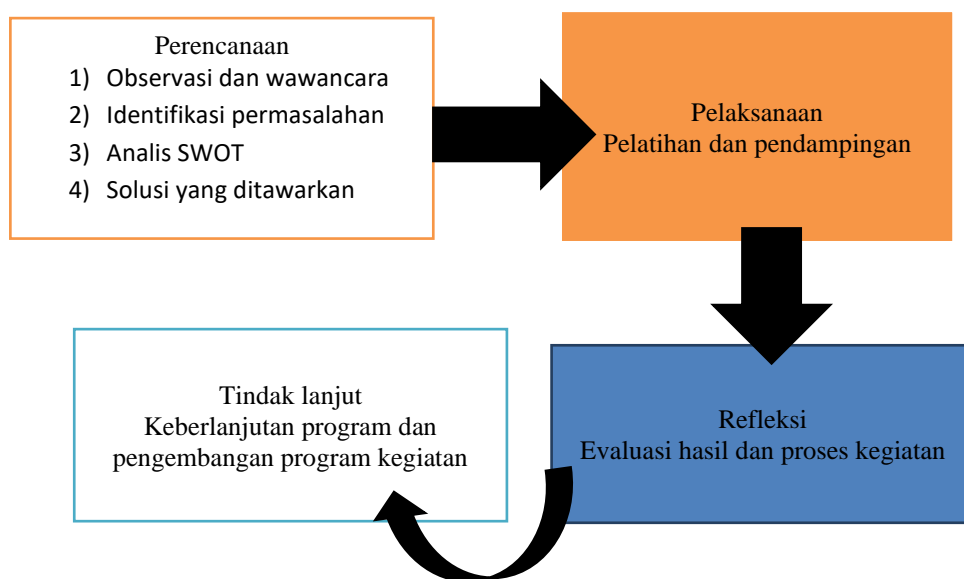 Perencanaan
1) Observasi dan wawancara
2) Identifikasi permasalahan
3) Analis SWOT
4) Solusi yang ditawarkan
Pelaksanaan
Pelatihan dan pendampingan
Refleksi
Evaluasi hasil dan proses kegiatan
Tindak lanjut
Keberlanjutan program dan
pengembangan program kegiatan